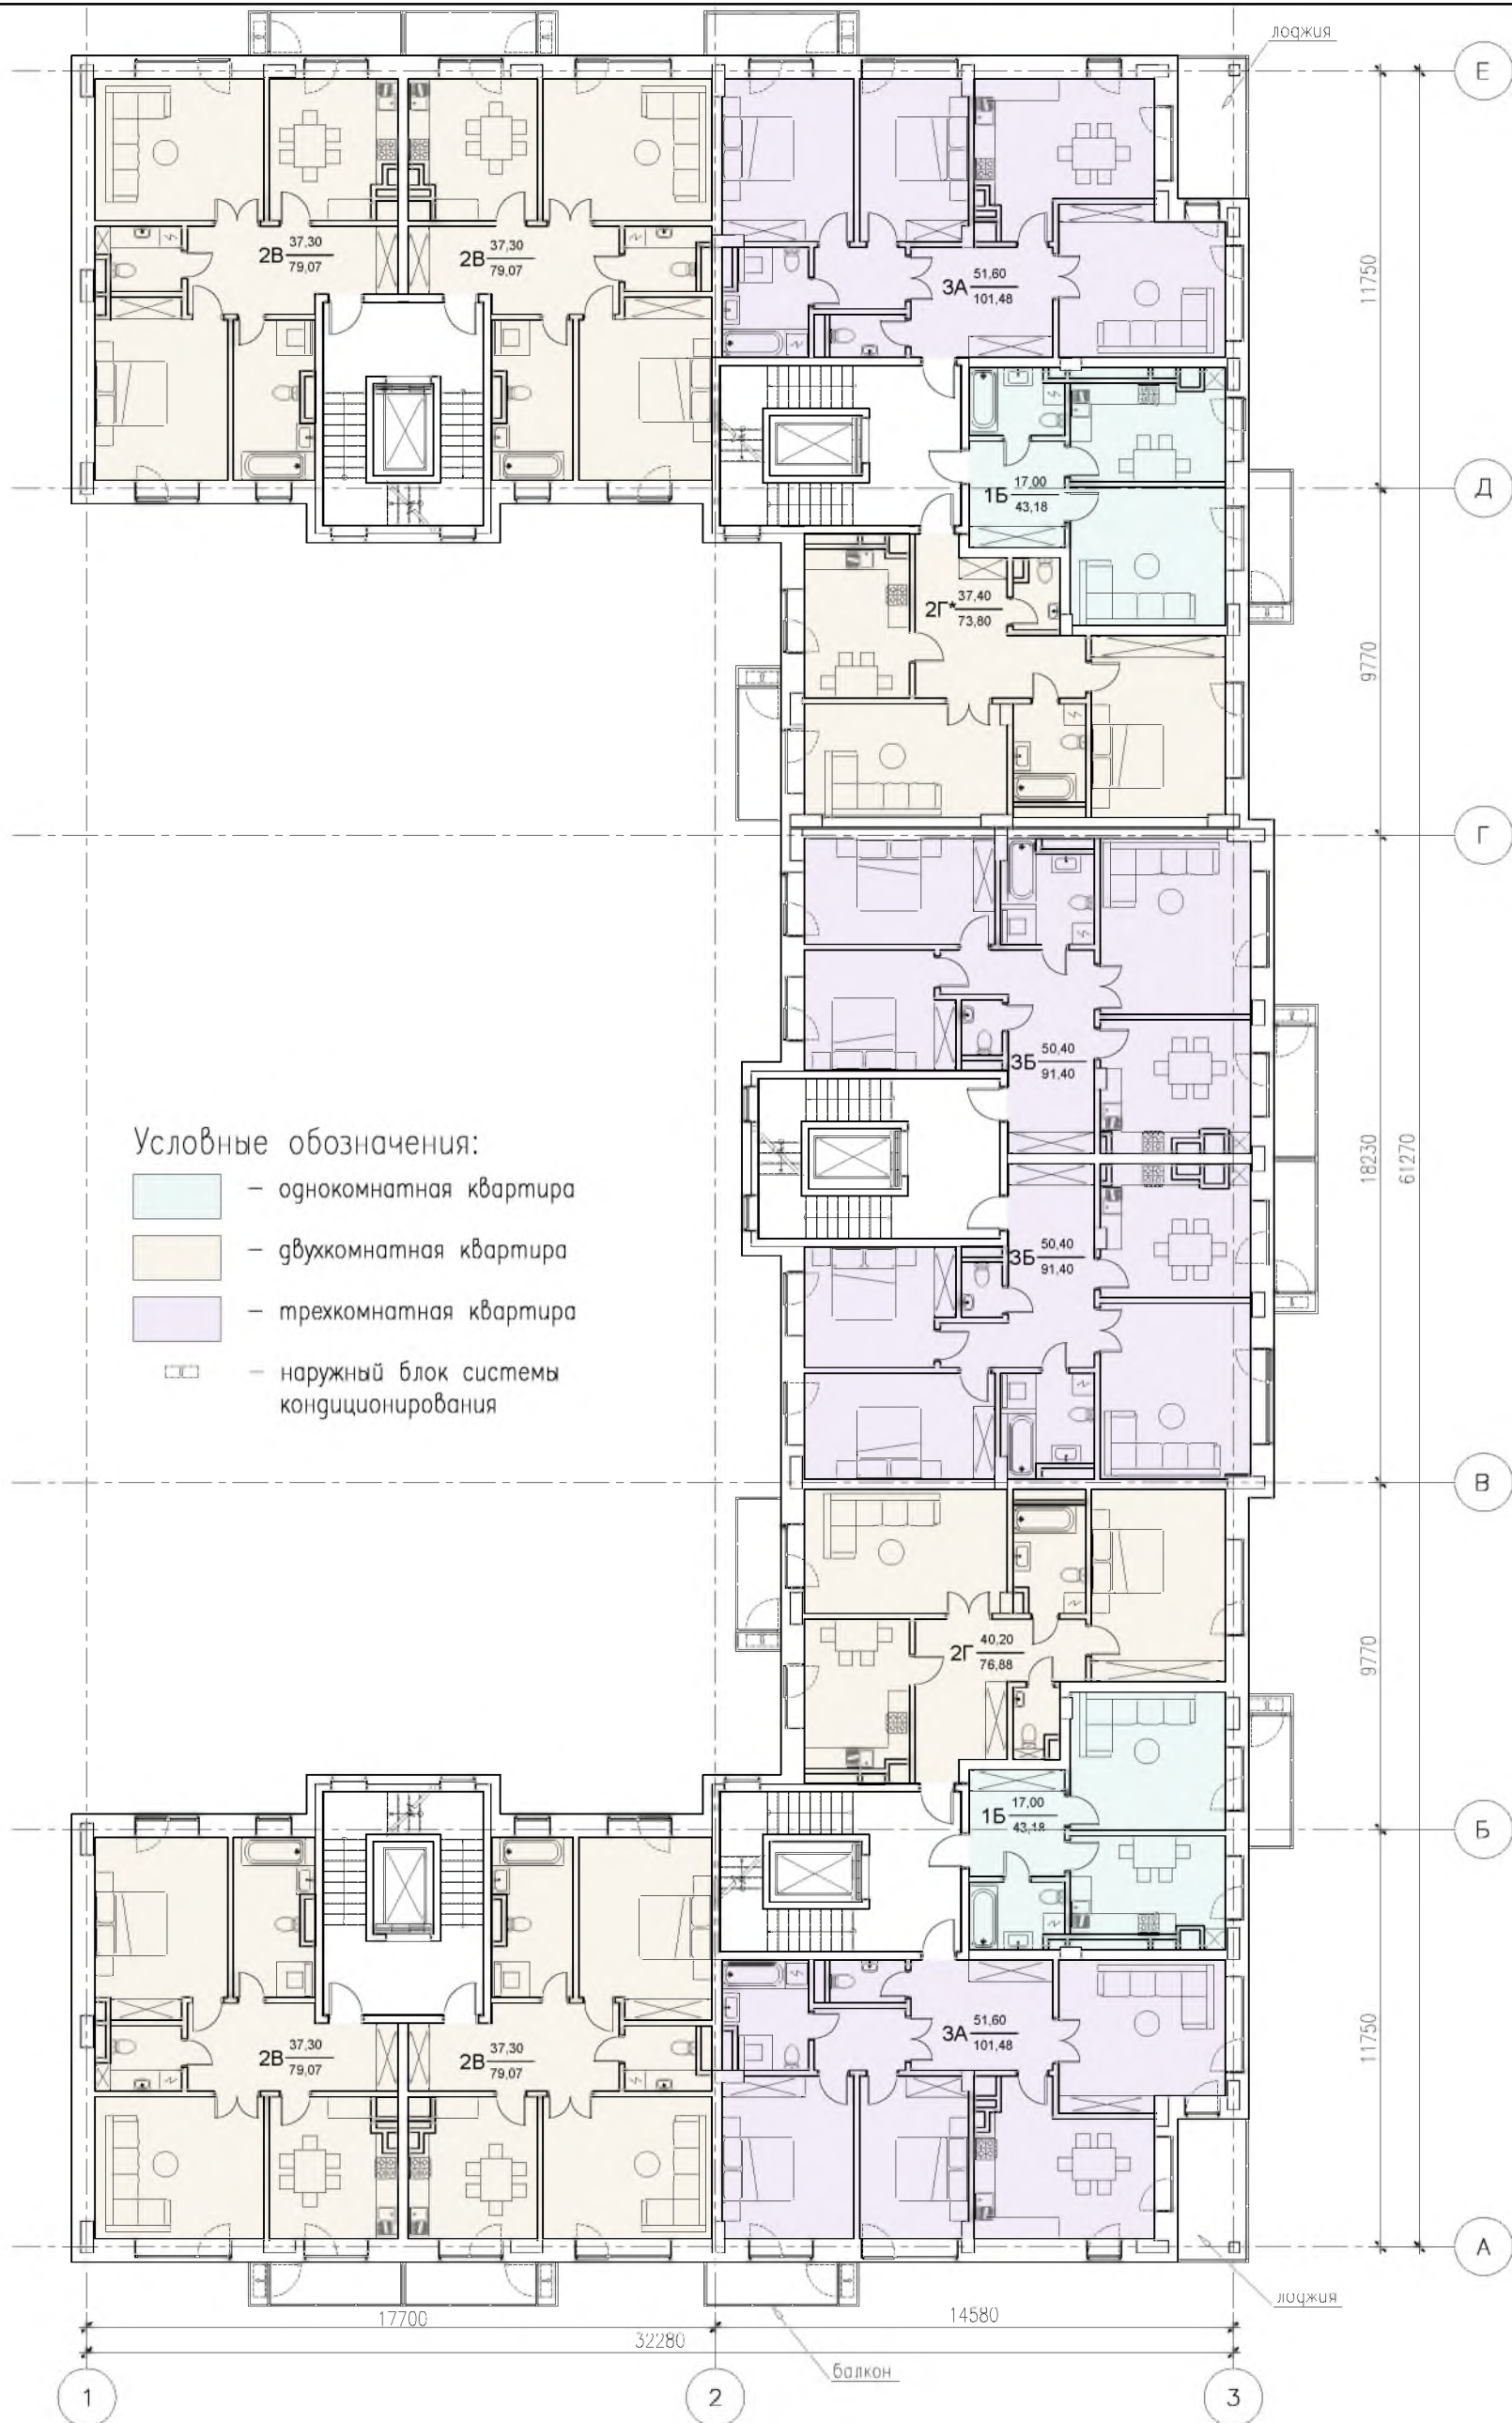 лоджия
Е
2В 37,30
79,07
2В 37,30
79,07
3А 51,60
101,48
11750
1Б 17,00
43,18
Д
2Г* 37,40
73,80
9770
Г
3Б 50,40
91,40
Условные обозначения:
– однокомнатная квартира
– двухкомнатная квартира
– трехкомнатная квартира
– наружный блок системы
кондиционирования
18230
61270
3Б 50,40
91,40
В
2Г 40,20
76,88
9770
1Б 17,00
43,18
Б
2В 37,30
79,07
2В 37,30
79,07
3А 51,60
101,48
11750
А
лоджия
17700
14580
32280
балкон
1
2
3